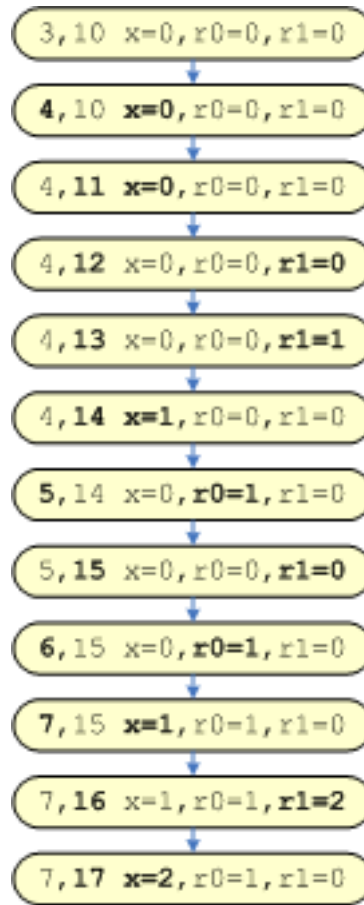 3,10 x=0,r0=0,r1=0
4,10 x=0,r0=0,r1=0
4,11 x=0,r0=0,r1=0
4,12 x=0,r0=0,r1=0
4,13 x=0,r0=0,r1=1
4,14 x=1,r0=0,r1=0
5,14 x=0,r0=1,r1=0
5,15 x=0,r0=0,r1=0
6,15 x=0,r0=1,r1=0
7,15 x=1,r0=1,r1=0
7,16 x=1,r0=1,r1=2
7,17 x=2,r0=1,r1=0